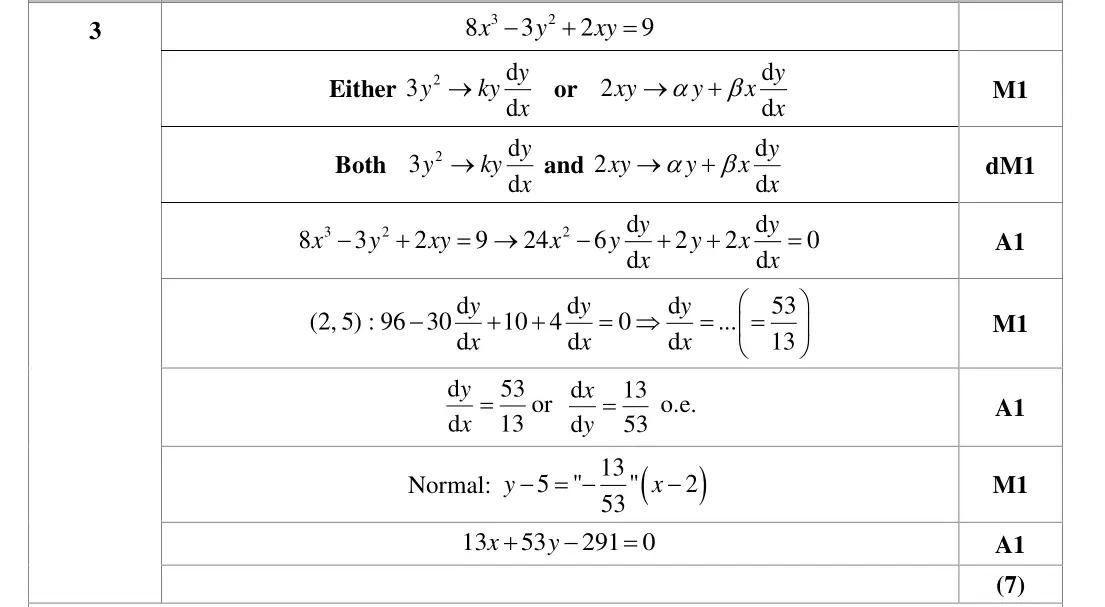 3
8x³ − 3y² + 2xy = 9
Either 3y² → ky dy/dx or 2xy → αy + βx dy/dx M1
Both 3y² → ky dy/dx and 2xy → αy + βx dy/dx dM1
8x³ − 3y² + 2xy = 9 → 24x² − 6y dy/dx + 2y + 2x dy/dx = 0 A1
(2, 5) : 96 − 30 dy/dx + 10 + 4 dy/dx = 0 ⇒ dy/dx = ... (= 53/13) M1
dy/dx = 53/13 or dx/dy = 13/53 o.e. A1
Normal: y − 5 = "− 13/53" (x − 2) M1
13x + 53y − 291 = 0 A1
(7)